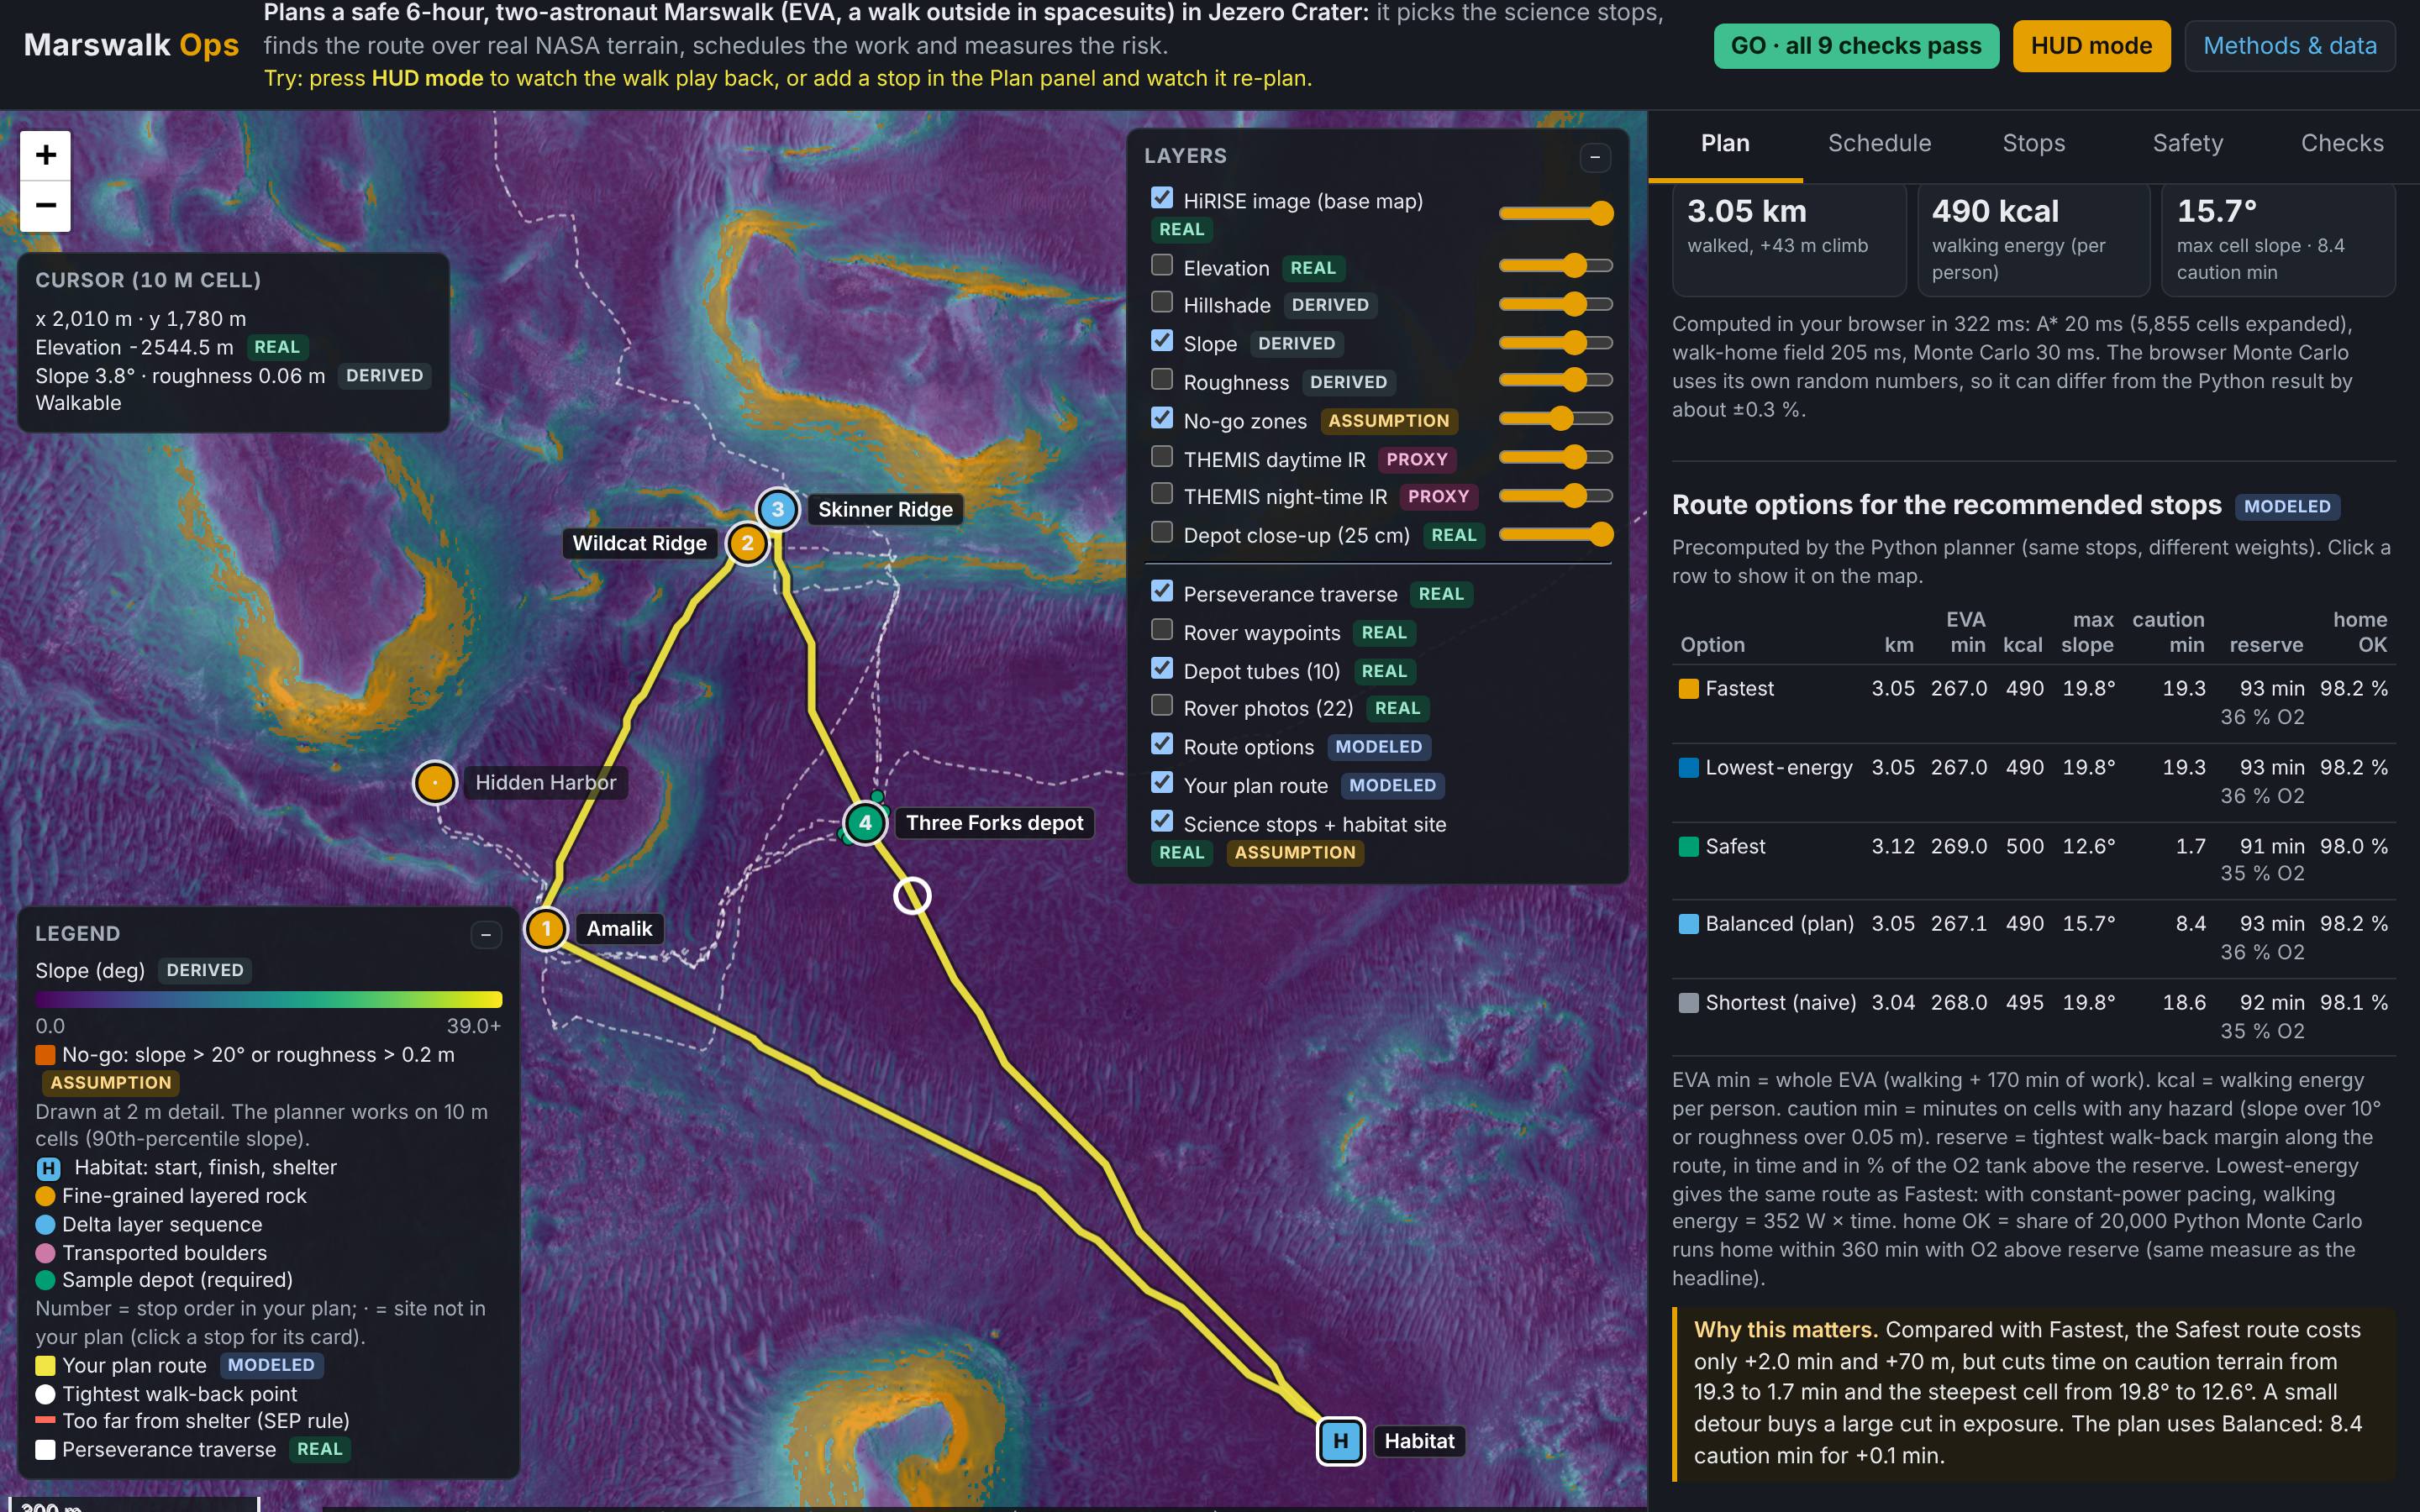 Marswalk Ops
Plans a safe 6-hour, two-astronaut Marswalk (EVA, a walk outside in spacesuits) in Jezero Crater: it picks the science stops,
finds the route over real NASA terrain, schedules the work and measures the risk.
Try: press HUD mode to watch the walk play back, or add a stop in the Plan panel and watch it re-plan.
GO · all 9 checks pass
HUD mode
Methods & data
+
−
CURSOR (10 M CELL)
x 2,010 m · y 1,780 m
Elevation -2544.5 m REAL
Slope 3.8° · roughness 0.06 m DERIVED
Walkable
3 Skinner Ridge
Wildcat Ridge 2
· Hidden Harbor
4 Three Forks depot
1 Amalik
H Habitat
LEGEND −
Slope (deg) DERIVED
0.0 39.0+
No-go: slope > 20° or roughness > 0.2 m
ASSUMPTION
Drawn at 2 m detail. The planner works on 10 m
cells (90th-percentile slope).
H Habitat: start, finish, shelter
Fine-grained layered rock
Delta layer sequence
Transported boulders
Sample depot (required)
Number = stop order in your plan; · = site not in
your plan (click a stop for its card).
Your plan route MODELED
Tightest walk-back point
Too far from shelter (SEP rule)
Perseverance traverse REAL
300 m
LAYERS −
HiRISE image (base map)
REAL
Elevation REAL
Hillshade DERIVED
Slope DERIVED
Roughness DERIVED
No-go zones ASSUMPTION
THEMIS daytime IR PROXY
THEMIS night-time IR PROXY
Depot close-up (25 cm) REAL
Perseverance traverse REAL
Rover waypoints REAL
Depot tubes (10) REAL
Rover photos (22) REAL
Route options MODELED
Your plan route MODELED
Science stops + habitat site
REAL ASSUMPTION
Plan Schedule Stops Safety Checks
3.05 km
walked, +43 m climb
490 kcal
walking energy (per
person)
15.7°
max cell slope · 8.4
caution min
Computed in your browser in 322 ms: A* 20 ms (5,855 cells expanded),
walk-home field 205 ms, Monte Carlo 30 ms. The browser Monte Carlo
uses its own random numbers, so it can differ from the Python result by
about ±0.3 %.
Route options for the recommended stops MODELED
Precomputed by the Python planner (same stops, different weights). Click a
row to show it on the map.
Option km EVA min kcal max slope caution min reserve home OK
Fastest 3.05 267.0 490 19.8° 19.3 93 min 98.2 %
36 % O2
Lowest-energy 3.05 267.0 490 19.8° 19.3 93 min 98.2 %
36 % O2
Safest 3.12 269.0 500 12.6° 1.7 91 min 98.0 %
35 % O2
Balanced (plan) 3.05 267.1 490 15.7° 8.4 93 min 98.2 %
36 % O2
Shortest (naive) 3.04 268.0 495 19.8° 18.6 92 min 98.1 %
35 % O2
EVA min = whole EVA (walking + 170 min of work). kcal = walking energy
per person. caution min = minutes on cells with any hazard (slope over 10°
or roughness over 0.05 m). reserve = tightest walk-back margin along the
route, in time and in % of the O2 tank above the reserve. Lowest-energy
gives the same route as Fastest: with constant-power pacing, walking
energy = 352 W × time. home OK = share of 20,000 Python Monte Carlo
runs home within 360 min with O2 above reserve (same measure as the
headline).
Why this matters. Compared with Fastest, the Safest route costs
only +2.0 min and +70 m, but cuts time on caution terrain from
19.3 to 1.7 min and the steepest cell from 19.8° to 12.6°. A small
detour buys a large cut in exposure. The plan uses Balanced: 8.4
caution min for +0.1 min.